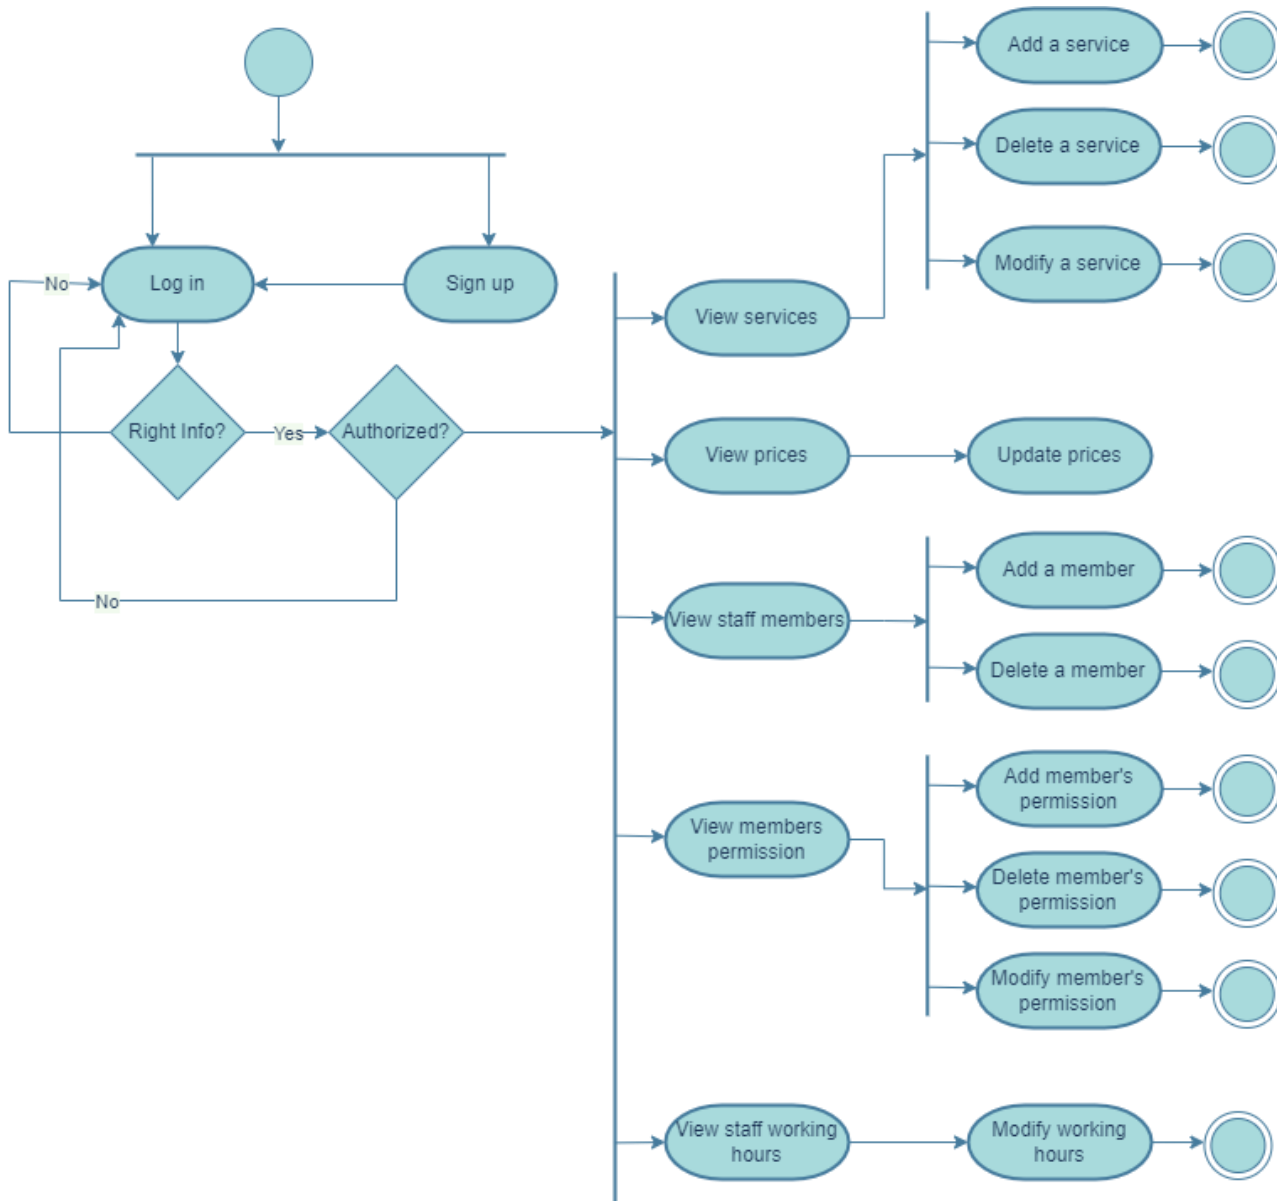 Add a service
Delete a service
Modify a service
No
Log in
Sign up
View services
Right Info?
Yes
Authorized?
View prices
Update prices
No
View staff members
Add a member
Delete a member
View members
permission
Add member's
permission
Delete member's
permission
Modify member's
permission
View staff working
hours
Modify working
hours